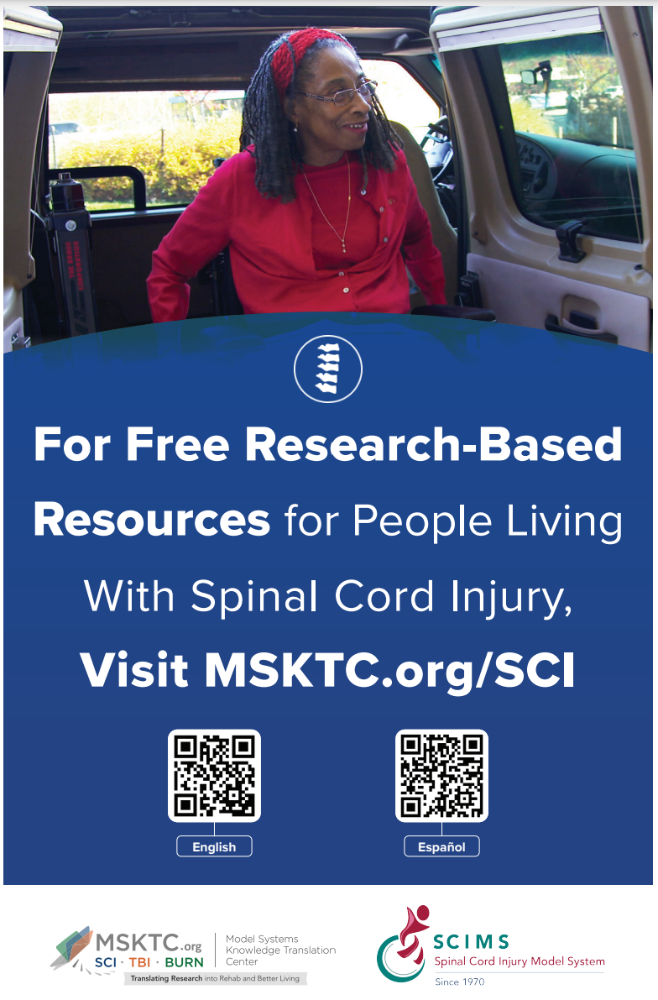 For Free Research-Based
Resources for People Living
With Spinal Cord Injury,
Visit MSKTC.org/SCI
English
Español
MSKTC.org
SCI · TBI · BURN
Model Systems
Knowledge Translation
Center
Translating Research into Rehab and Better Living
SCIMS
Spinal Cord Injury Model System
Since 1970